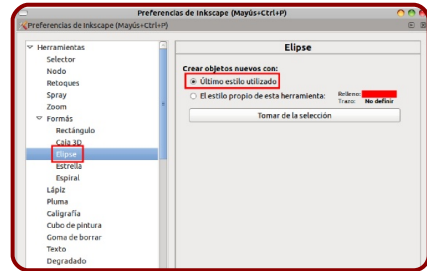 Preferencias de Inkscape (Mayús+Ctrl+P)
Preferencias de Inkscape (Mayús+Ctrl+P)
Herramientas
Selector
Nodo
Retoques
Spray
Zoom
Formás
Rectángulo
Caja 3D
Elipse
Estrella
Espiral
Lápiz
Pluma
Caligrafía
Cubo de pintura
Goma de borrar
Texto
Degradado
Elipse
Crear objetos nuevos con:
Último estilo utilizado
El estilo propio de esta herramienta:
Relleno:
Trazo: No definir
Tomar de la selección